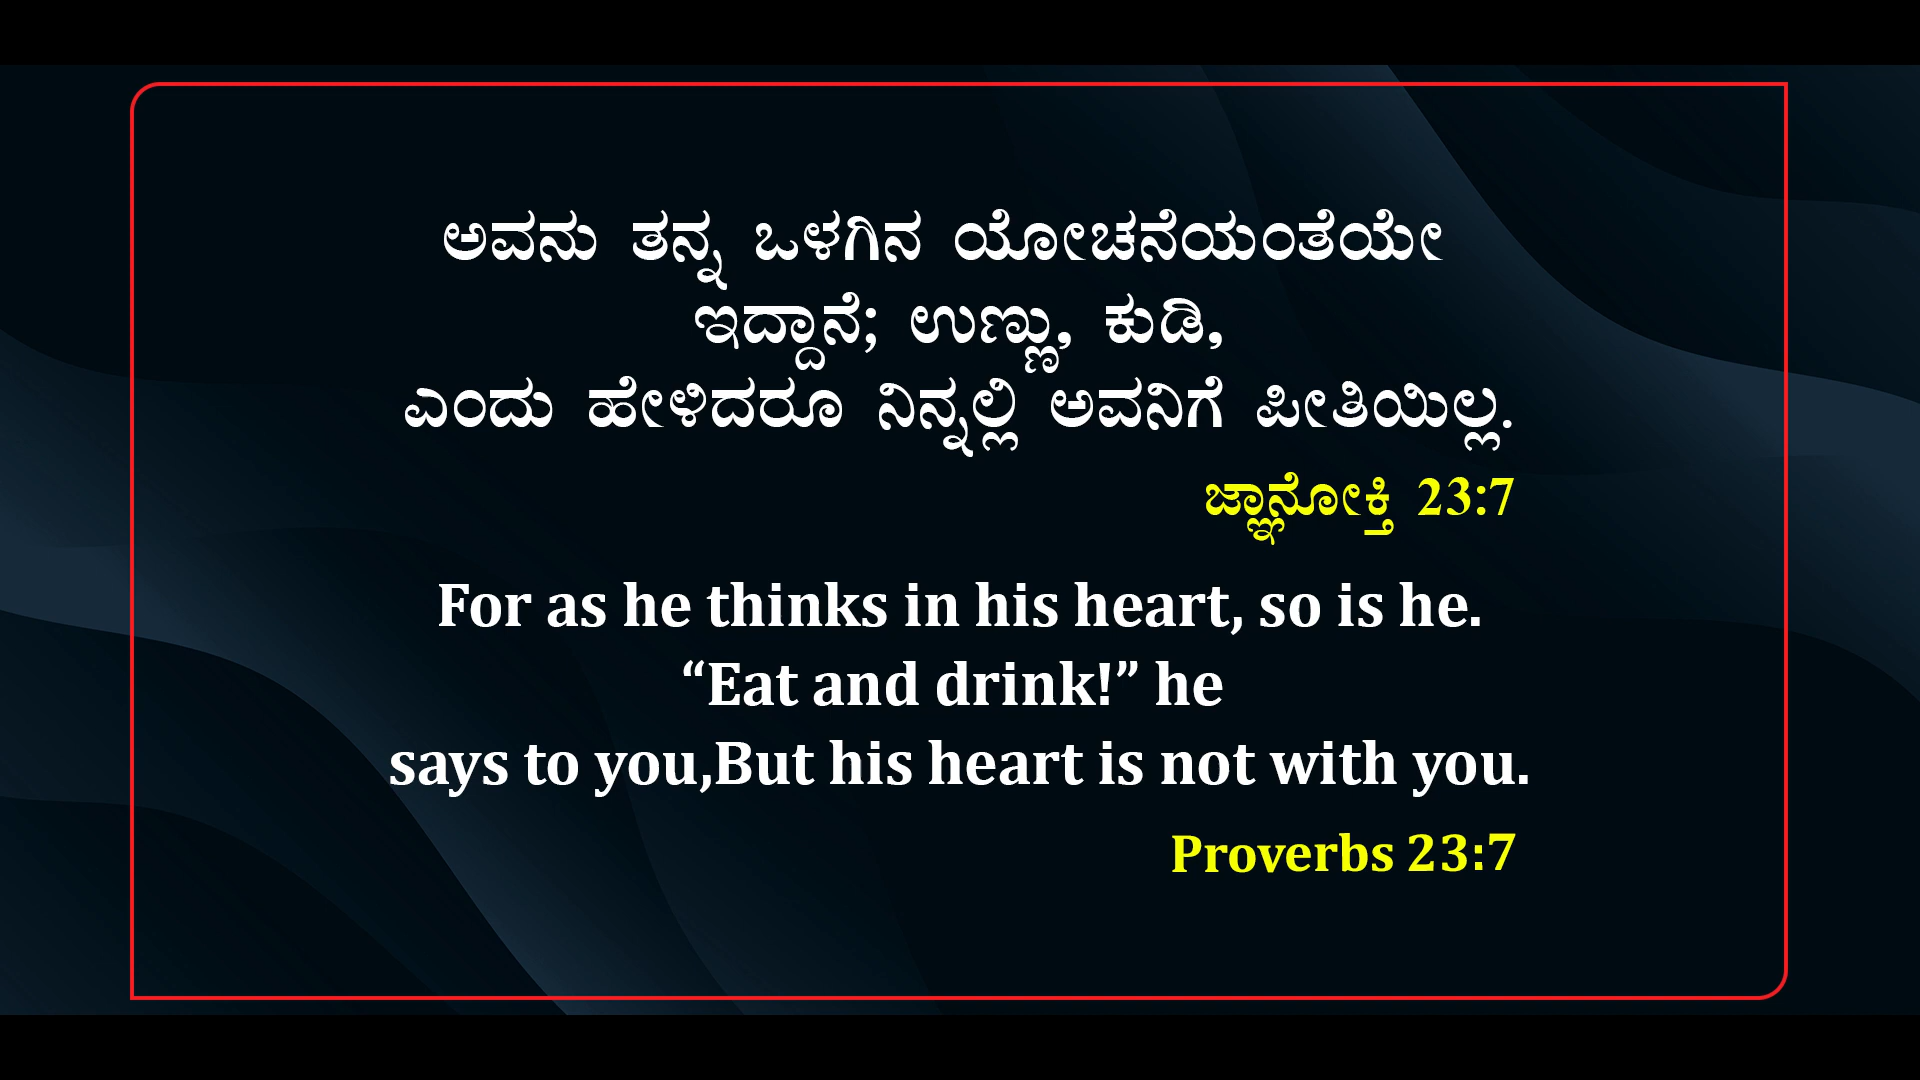 ಅವನು ತನ್ನ ಒಳಗಿನ ಯೋಚನೆಯಂತೆಯೇ
ಇದ್ದಾನೆ; ಉಣ್ಣು, ಕುಡಿ,
ಎಂದು ಹೇಳಿದರೂ ನಿನ್ನಲ್ಲಿ ಅವನಿಗೆ ಪೀತಿಯಿಲ್ಲ.
ಜ್ಞಾನೋಕ್ತಿ 23:7
For as he thinks in his heart, so is he.
“Eat and drink!” he
says to you,But his heart is not with you.
Proverbs 23:7